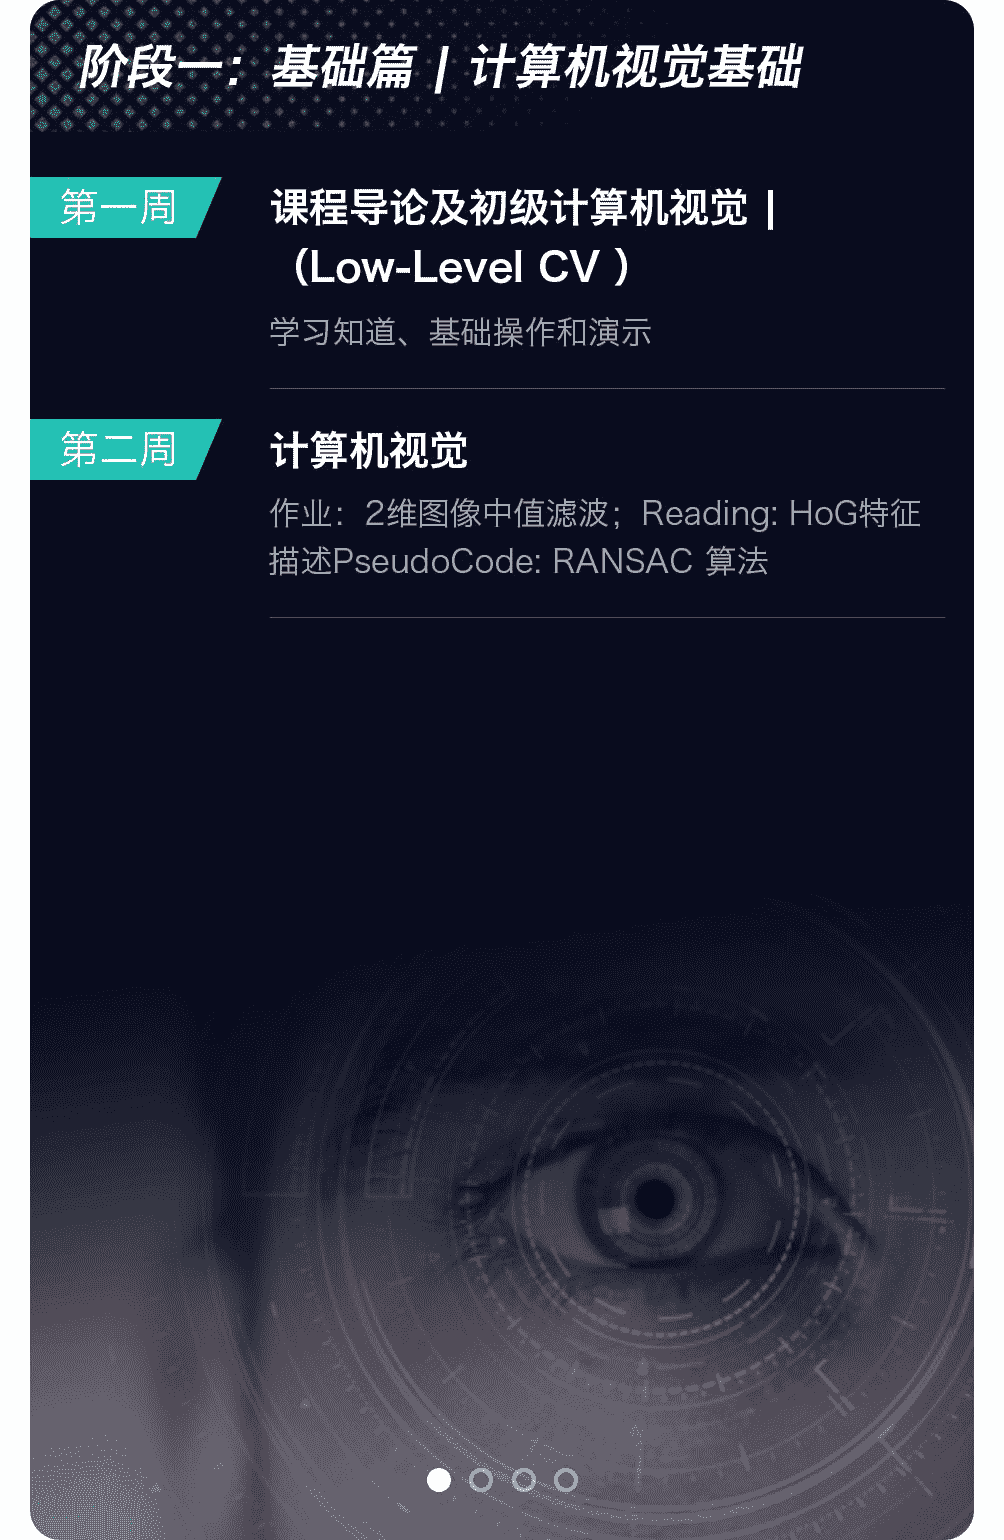 阶段一：基础篇 | 计算机视觉基础
第一周
课程导论及初级计算机视觉 |
（Low-Level CV ）
学习知道、基础操作和演示
第二周
计算机视觉
作业：2维图像中值滤波；Reading: HoG特征
描述PseudoCode: RANSAC 算法